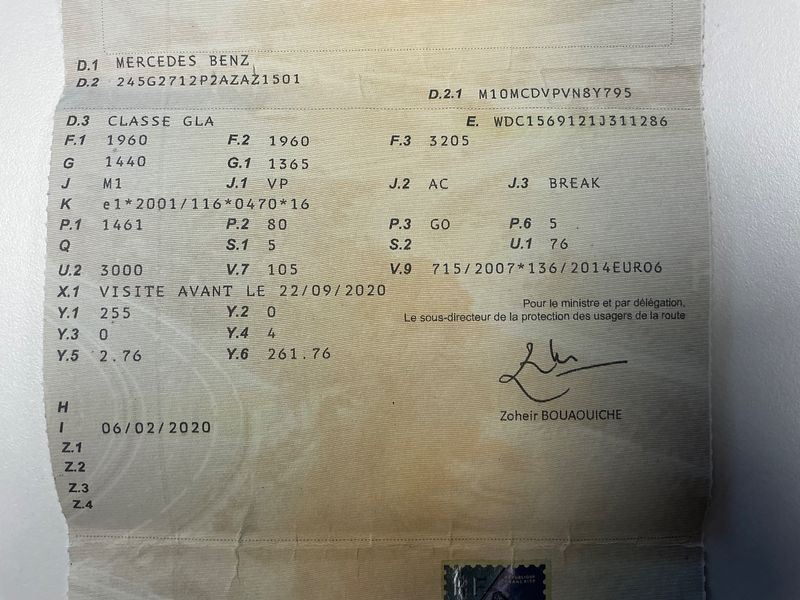 D.1 MERCEDES BENZ
D.2 245G2712P2AZAZ1501
D.2.1 M10MCDVPVN8Y795
D.3 CLASSE GLA E. WDC1569121J311286
F.1 1960 F.2 1960 F.3 3205
G 1440 G.1 1365
J M1 J.1 VP J.2 AC J.3 BREAK
K e1*2001/116*0470*16
P.1 1461 P.2 80 P.3 GO P.6 5
Q S.1 5 S.2 U.1 76
U.2 3000 V.7 105 V.9 715/2007*136/2014EURO6
X.1 VISITE AVANT LE 22/09/2020
Y.1 255 Y.2 0
Y.3 0 Y.4 4
Y.5 2.76 Y.6 261.76
Pour le ministre et par délégation,
Le sous-directeur de la protection des usagers de la route
Zoheir BOUAOUICHE
H
I 06/02/2020
Z.1
Z.2
Z.3
Z.4
RÉPUBLIQUE
FRANÇAISE